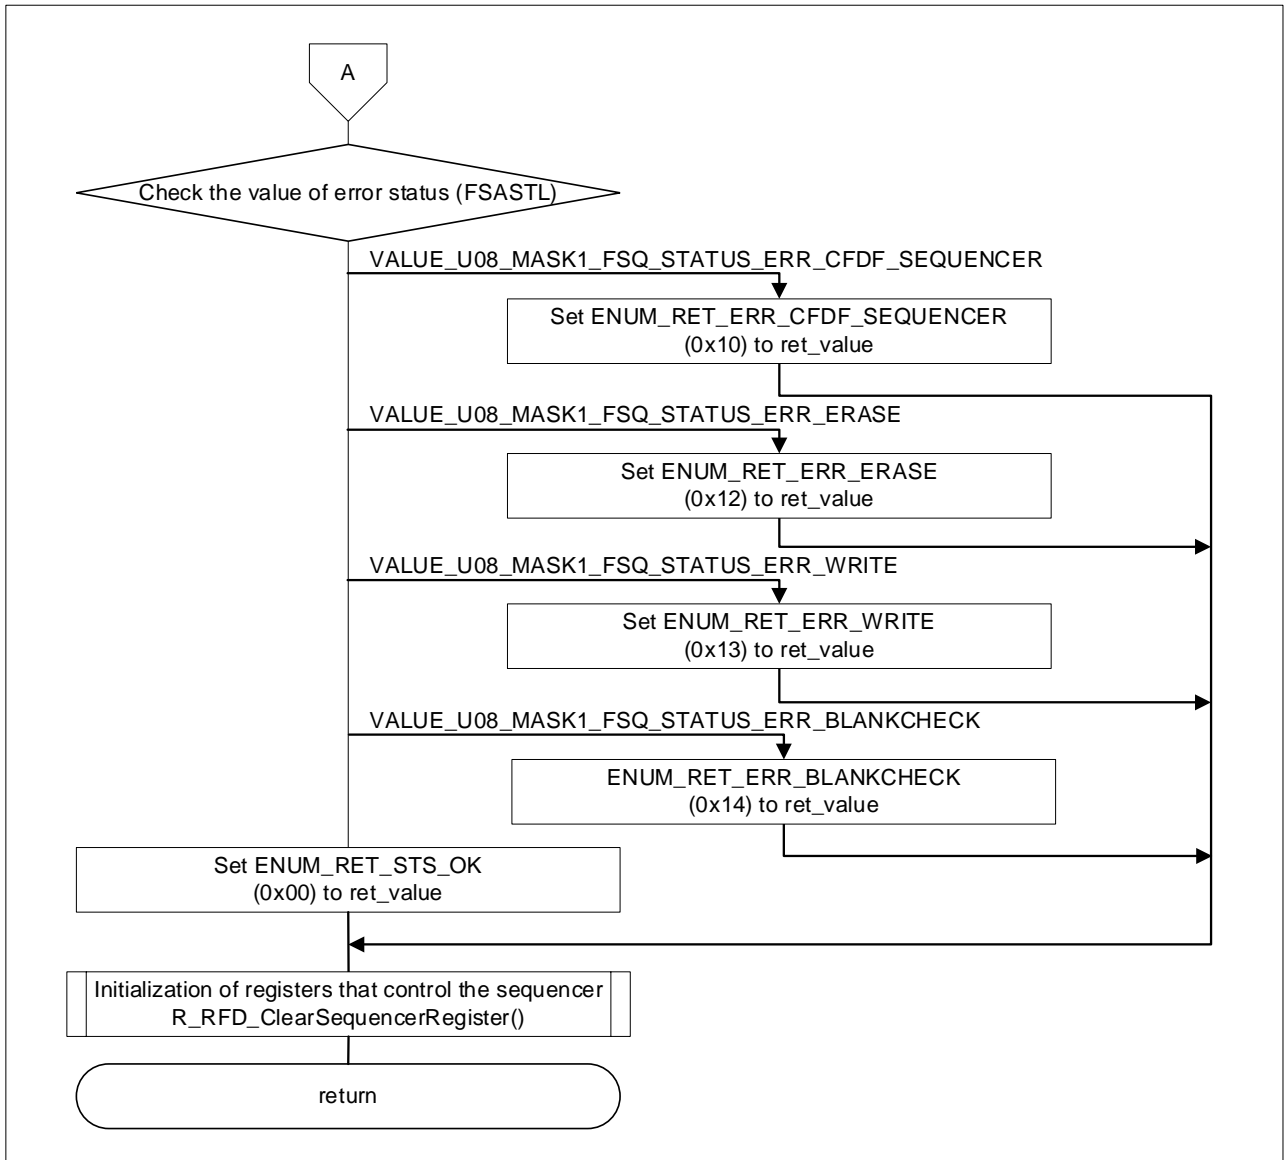 A
Check the value of error status (FSASTL)
VALUE_U08_MASK1_FSQ_STATUS_ERR_CFDF_SEQUENCER
Set ENUM_RET_ERR_CFDF_SEQUENCER
(0x10) to ret_value
VALUE_U08_MASK1_FSQ_STATUS_ERR_ERASE
Set ENUM_RET_ERR_ERASE
(0x12) to ret_value
VALUE_U08_MASK1_FSQ_STATUS_ERR_WRITE
Set ENUM_RET_ERR_WRITE
(0x13) to ret_value
VALUE_U08_MASK1_FSQ_STATUS_ERR_BLANKCHECK
ENUM_RET_ERR_BLANKCHECK
(0x14) to ret_value
Set ENUM_RET_STS_OK
(0x00) to ret_value
Initialization of registers that control the sequencer
R_RFD_ClearSequencerRegister()
return